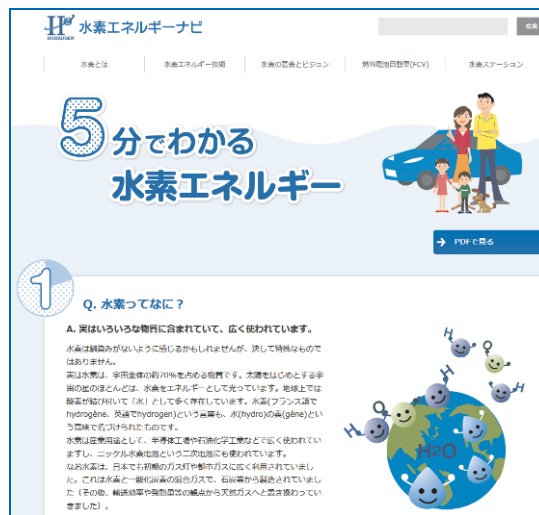 H2 水素エネルギーナビ
HYDROGEN
検索
水素とは 水素エネルギー技術 水素の意義とビジョン 燃料電池自動車(FCV) 水素ステーション
5分でわかる
水素エネルギー
→ PDFで見る
1
Q. 水素ってなに？
A. 実はいろいろな物質に含まれていて、広く使われています。
水素は馴染みがないように感じるかもしれませんが、決して特殊なもので
はありません。
実は水素は、宇宙全体の約70％を占める物質です。太陽をはじめとする宇
宙の星のほとんどは、水素をエネルギーとして光っています。地球上では
酸素が結び付いて「水」として多く存在しています。水素(フランス語で
hydrogène、英語でhydrogen)という言葉も、水(hydro)の素(gène)とい
う意味で名づけられたものです。
水素は産業用途として、半導体工場や石油化学工業などで広く使われてい
ますし、ニッケル水素電池という二次電池にも使われています。
なお水素は、日本でも初期のガス灯や都市ガスに広く利用されていまし
た。これは水素と一酸化炭素の混合ガスで、石炭等から製造されていまし
た（その後、輸送効率や発熱量等の観点から天然ガスへと置き換わってい
きました）。
H O H
H O H
H2O